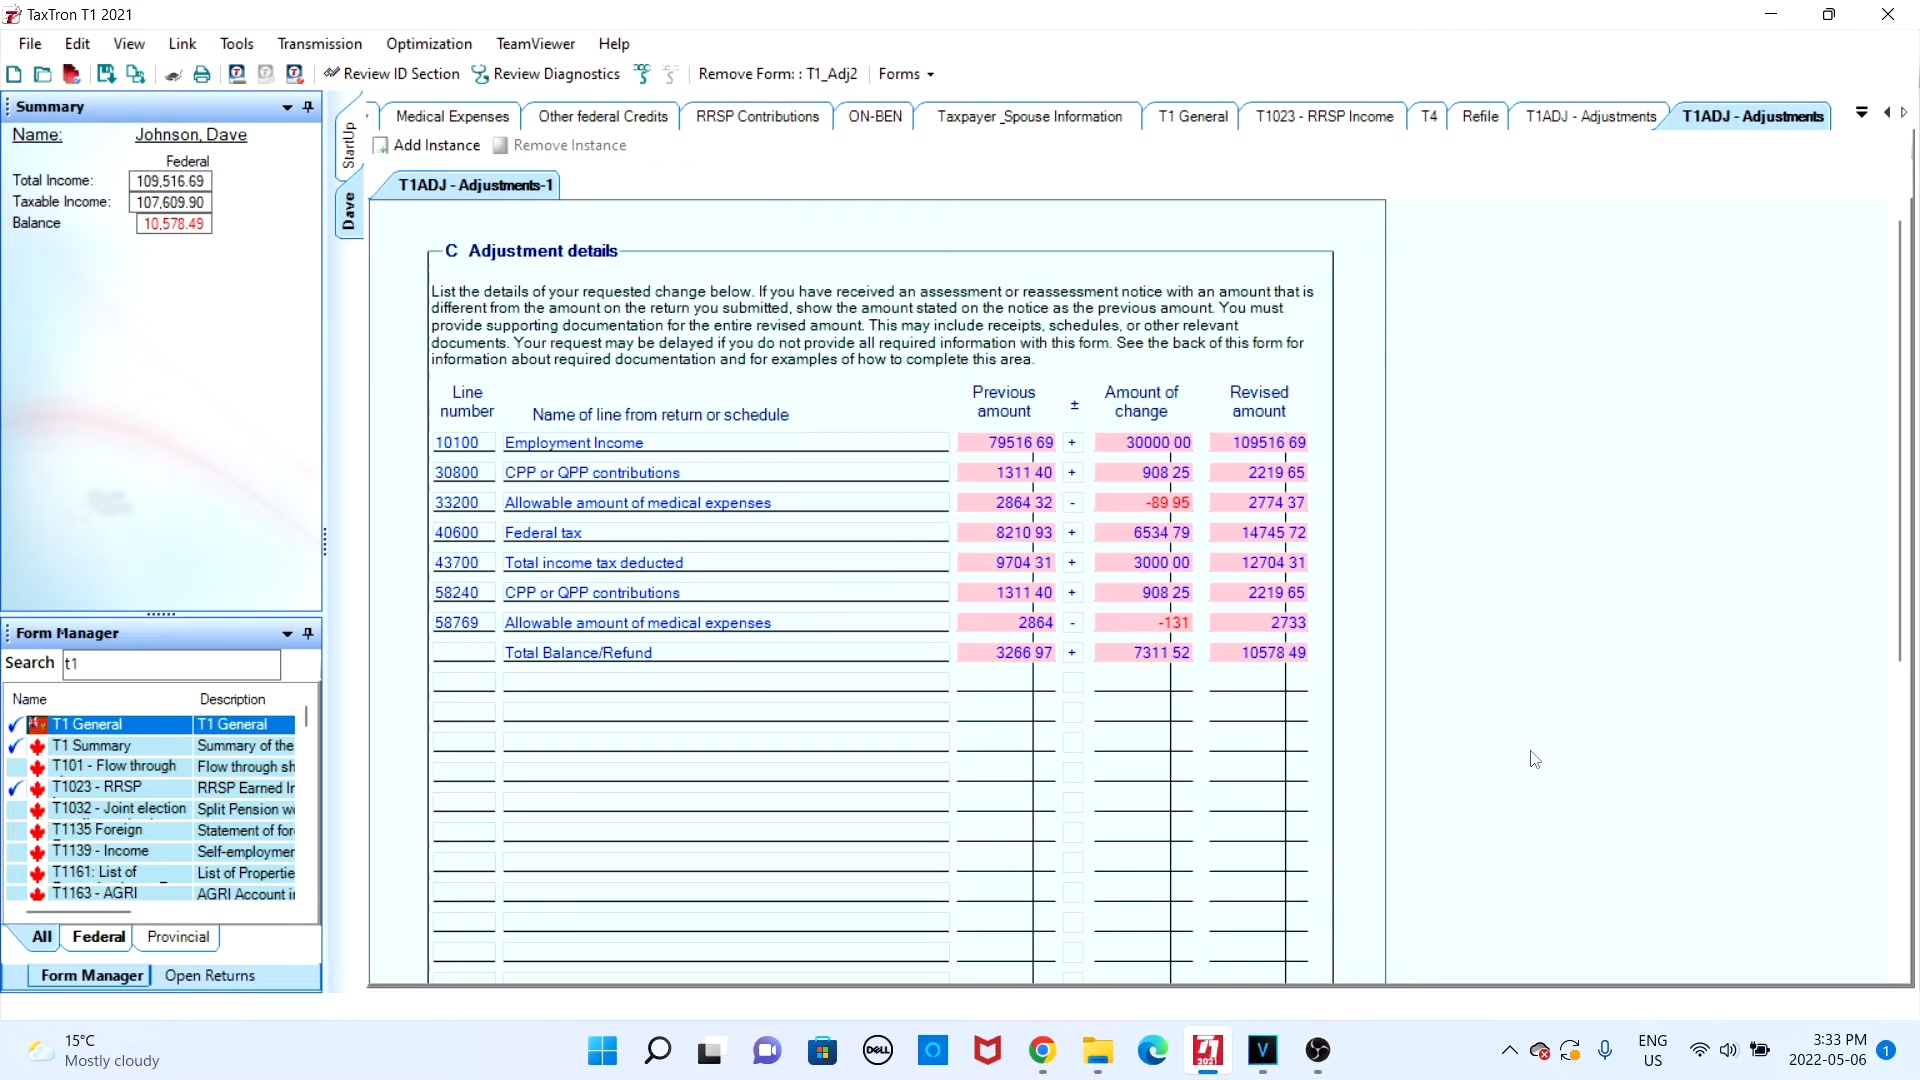 TaxTron T1 2021
File Edit View Link Tools Transmission Optimization TeamViewer Help
Review ID Section Review Diagnostics Remove Form: : T1_Adj2 Forms
Summary
Name: Johnson, Dave
Federal
Total Income: 109,516.69
Taxable Income: 107,609.90
Balance 10,578.49
StartUp
Dave
Medical Expenses Other federal Credits RRSP Contributions ON-BEN Taxpayer _Spouse Information T1 General T1023 - RRSP Income T4 Refile T1ADJ - Adjustments T1ADJ - Adjustments
Add Instance Remove Instance
T1ADJ - Adjustments-1
C Adjustment details
List the details of your requested change below. If you have received an assessment or reassessment notice with an amount that is
different from the amount on the return you submitted, show the amount stated on the notice as the previous amount. You must
provide supporting documentation for the entire revised amount. This may include receipts, schedules, or other relevant
documents. Your request may be delayed if you do not provide all required information with this form. See the back of this form for
information about required documentation and for examples of how to complete this area.
Line number Name of line from return or schedule Previous amount ± Amount of change Revised amount
10100 Employment Income 79516 69 + 30000 00 109516 69
30800 CPP or QPP contributions 1311 40 + 908 25 2219 65
33200 Allowable amount of medical expenses 2864 32 - -89 95 2774 37
40600 Federal tax 8210 93 + 6534 79 14745 72
43700 Total income tax deducted 9704 31 + 3000 00 12704 31
58240 CPP or QPP contributions 1311 40 + 908 25 2219 65
58769 Allowable amount of medical expenses 2864 - -131 2733
Total Balance/Refund 3266 97 + 7311 52 10578 49
Form Manager
Search t1
Name Description
T1 General T1 General
T1 Summary Summary of the
T101 - Flow through Flow through sh
T1023 - RRSP RRSP Earned In
T1032 - Joint election Split Pension wo
T1135 Foreign Statement of for
T1139 - Income Self-employmer
T1161: List of List of Propertie
T1163 - AGRI AGRI Account in
All Federal Provincial
Form Manager Open Returns
15°C
Mostly cloudy
DELL
T1
2021
V
ENG
US
3:33 PM
2022-05-06
1